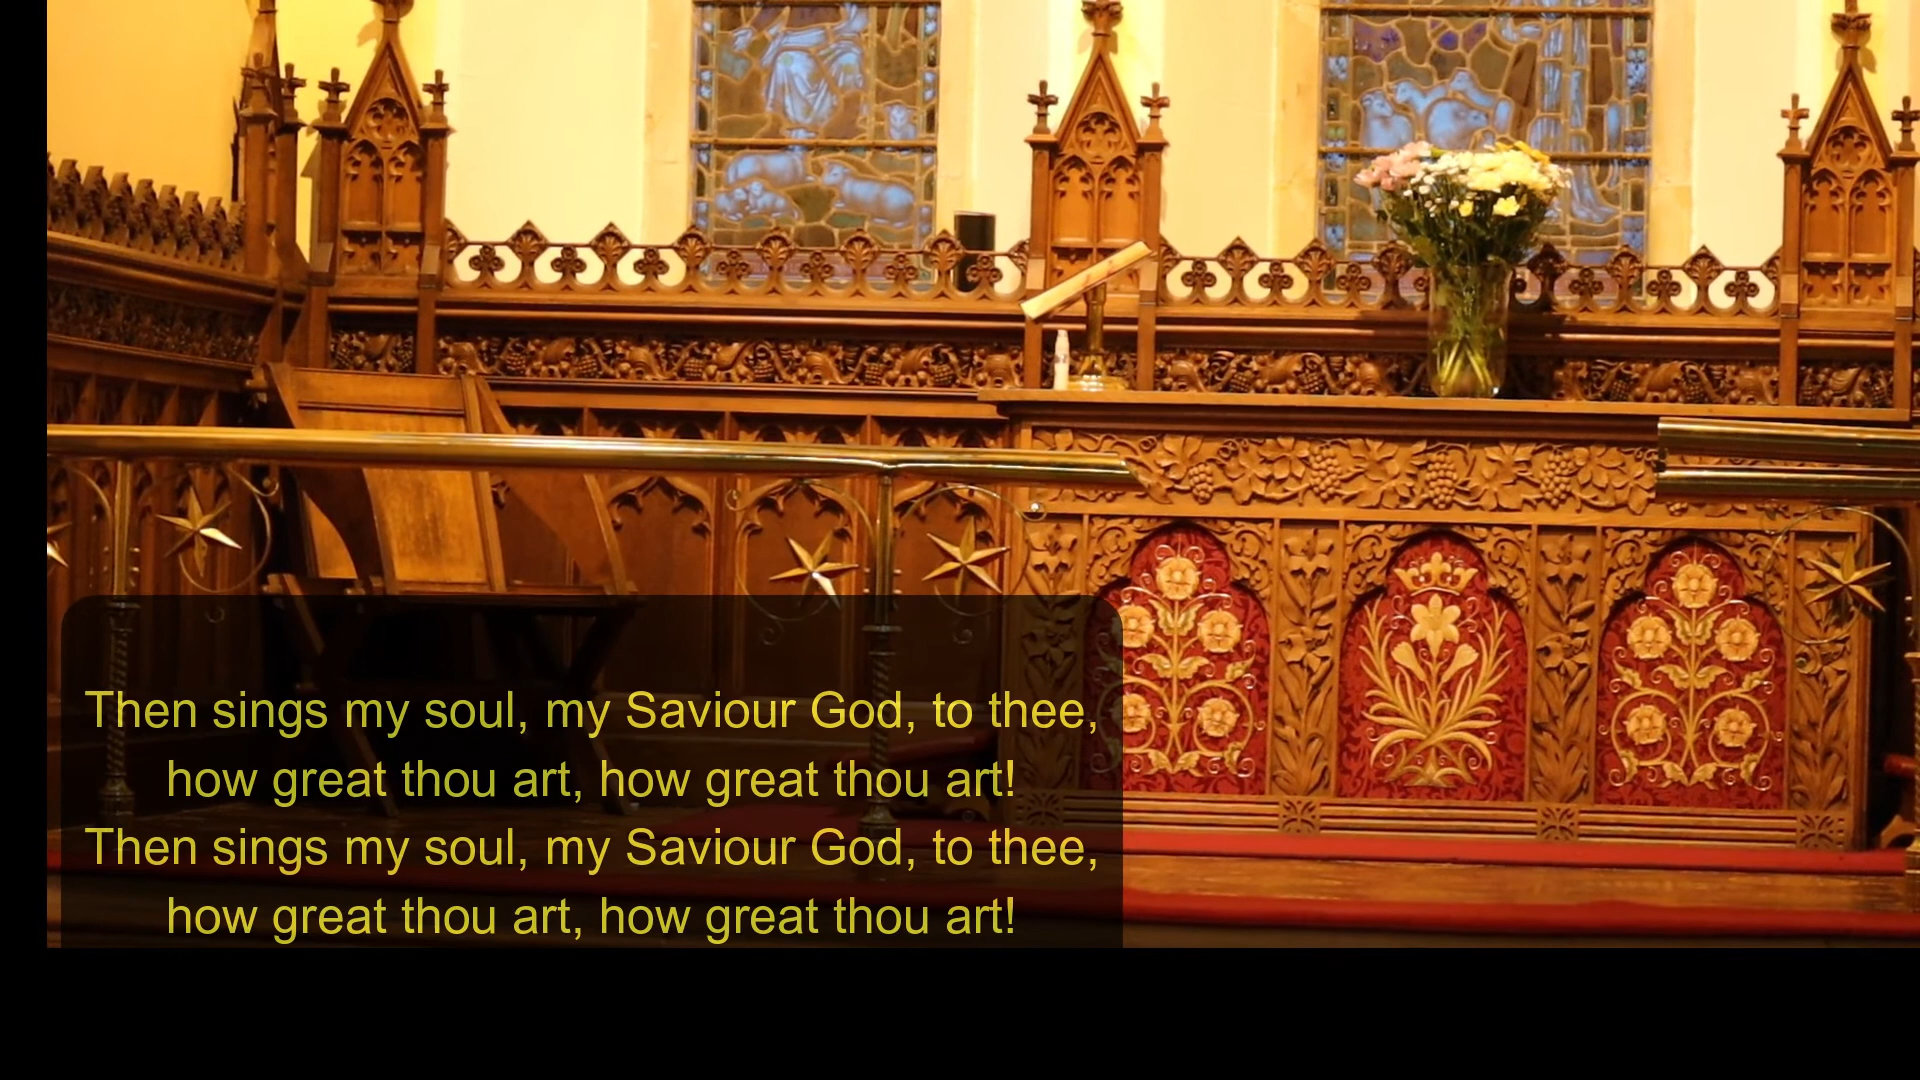 Then sings my soul, my Saviour God, to thee,
how great thou art, how great thou art!
Then sings my soul, my Saviour God, to thee,
how great thou art, how great thou art!